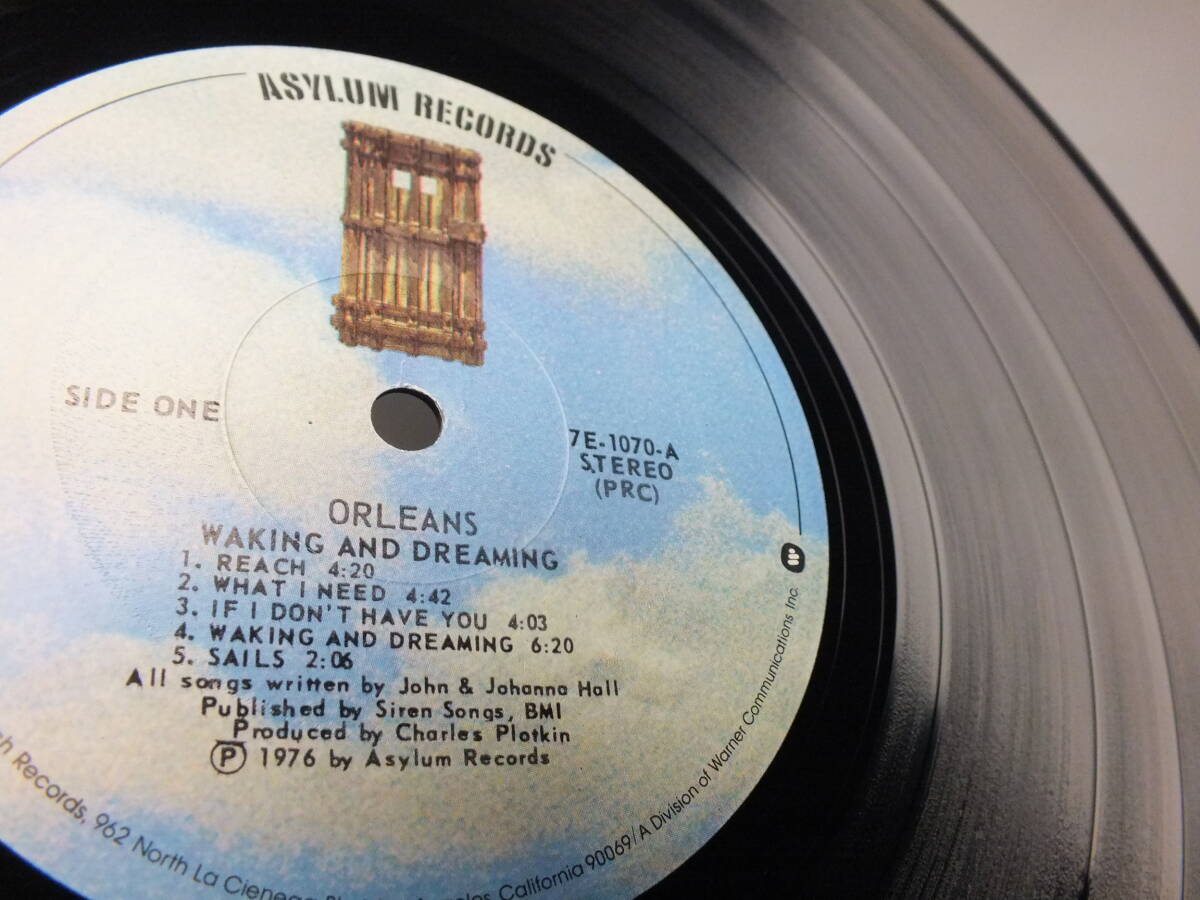 ASYLUM RECORDS
SIDE ONE
7E-1070-A
STEREO
(PRC)
ORLEANS
WAKING AND DREAMING
1. REACH 4:20
2. WHAT I NEED 4:42
3. IF I DON'T HAVE YOU 4:03
4. WAKING AND DREAMING 6:20
5. SAILS 2:06
All songs written by John & Johanna Hall
Published by Siren Songs, BMI
Produced by Charles Plotkin
Ⓟ 1976 by Asylum Records
Records, 962 North La Cienega California 90069/A Division of Warner Communications Inc.